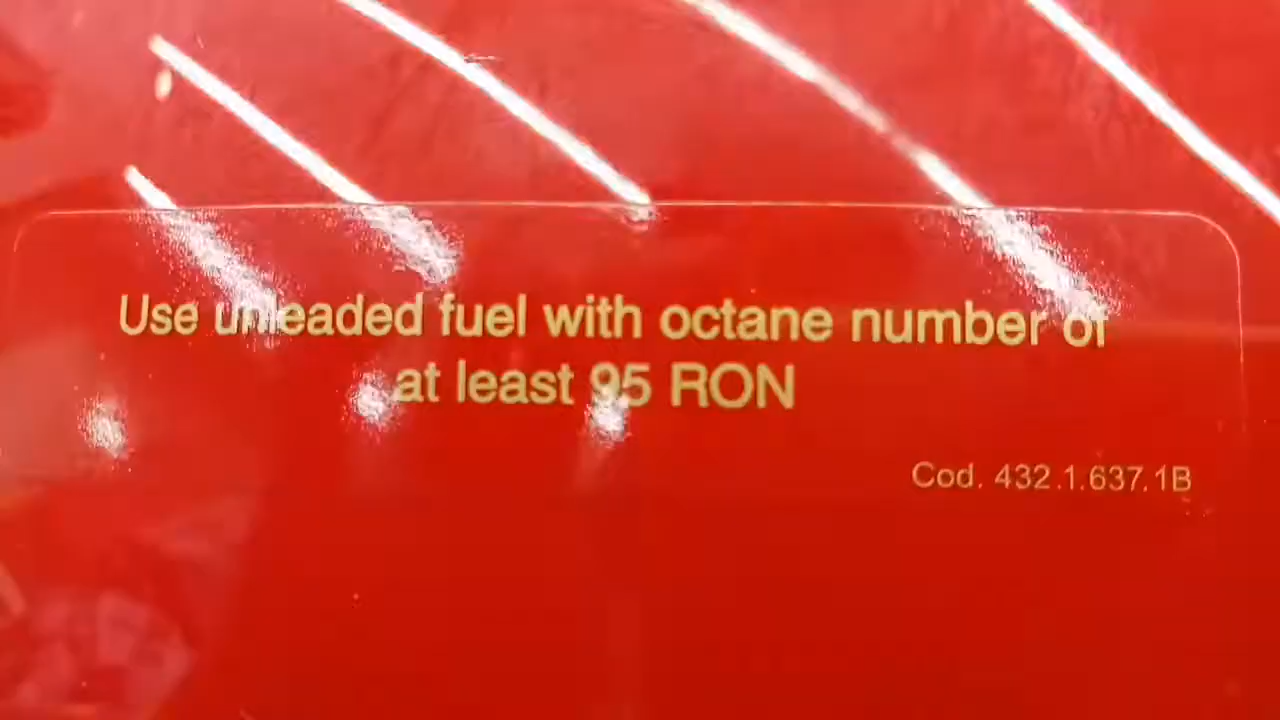 Use unleaded fuel with octane number of
at least 95 RON
Cod. 432.1.637.1B